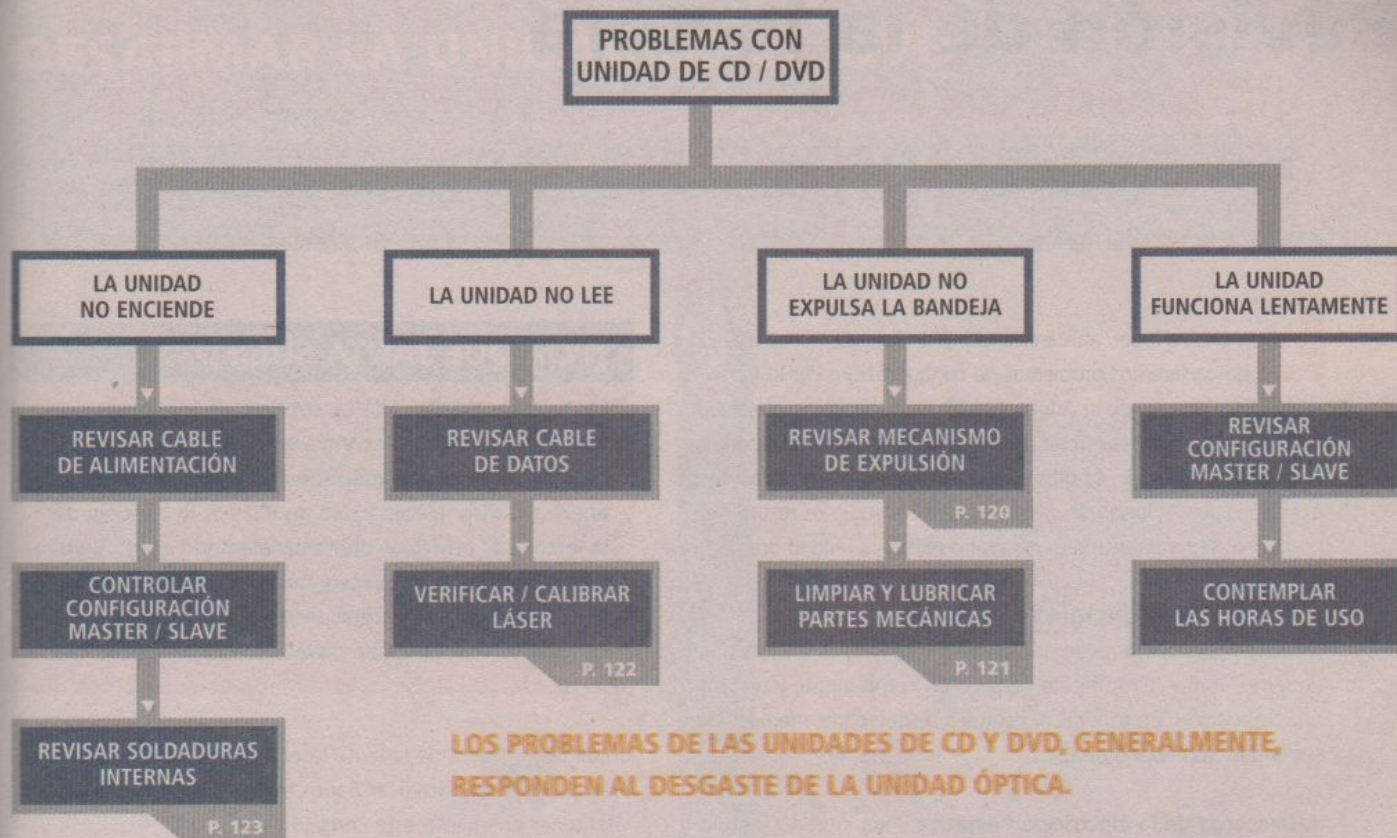 PROBLEMAS CON
UNIDAD DE CD / DVD
LA UNIDAD
NO ENCIENDE
REVISAR CABLE
DE ALIMENTACIÓN
CONTROLAR
CONFIGURACIÓN
MASTER / SLAVE
REVISAR SOLDADURAS
INTERNAS
P. 123
LA UNIDAD NO LEE
REVISAR CABLE
DE DATOS
VERIFICAR / CALIBRAR
LÁSER
P. 122
LA UNIDAD NO
EXPULSA LA BANDEJA
REVISAR MECANISMO
DE EXPULSIÓN
P. 120
LIMPIAR Y LUBRICAR
PARTES MECÁNICAS
P. 121
LA UNIDAD
FUNCIONA LENTAMENTE
REVISAR
CONFIGURACIÓN
MASTER / SLAVE
CONTEMPLAR
LAS HORAS DE USO
LOS PROBLEMAS DE LAS UNIDADES DE CD Y DVD, GENERALMENTE,
RESPONDEN AL DESGASTE DE LA UNIDAD ÓPTICA.